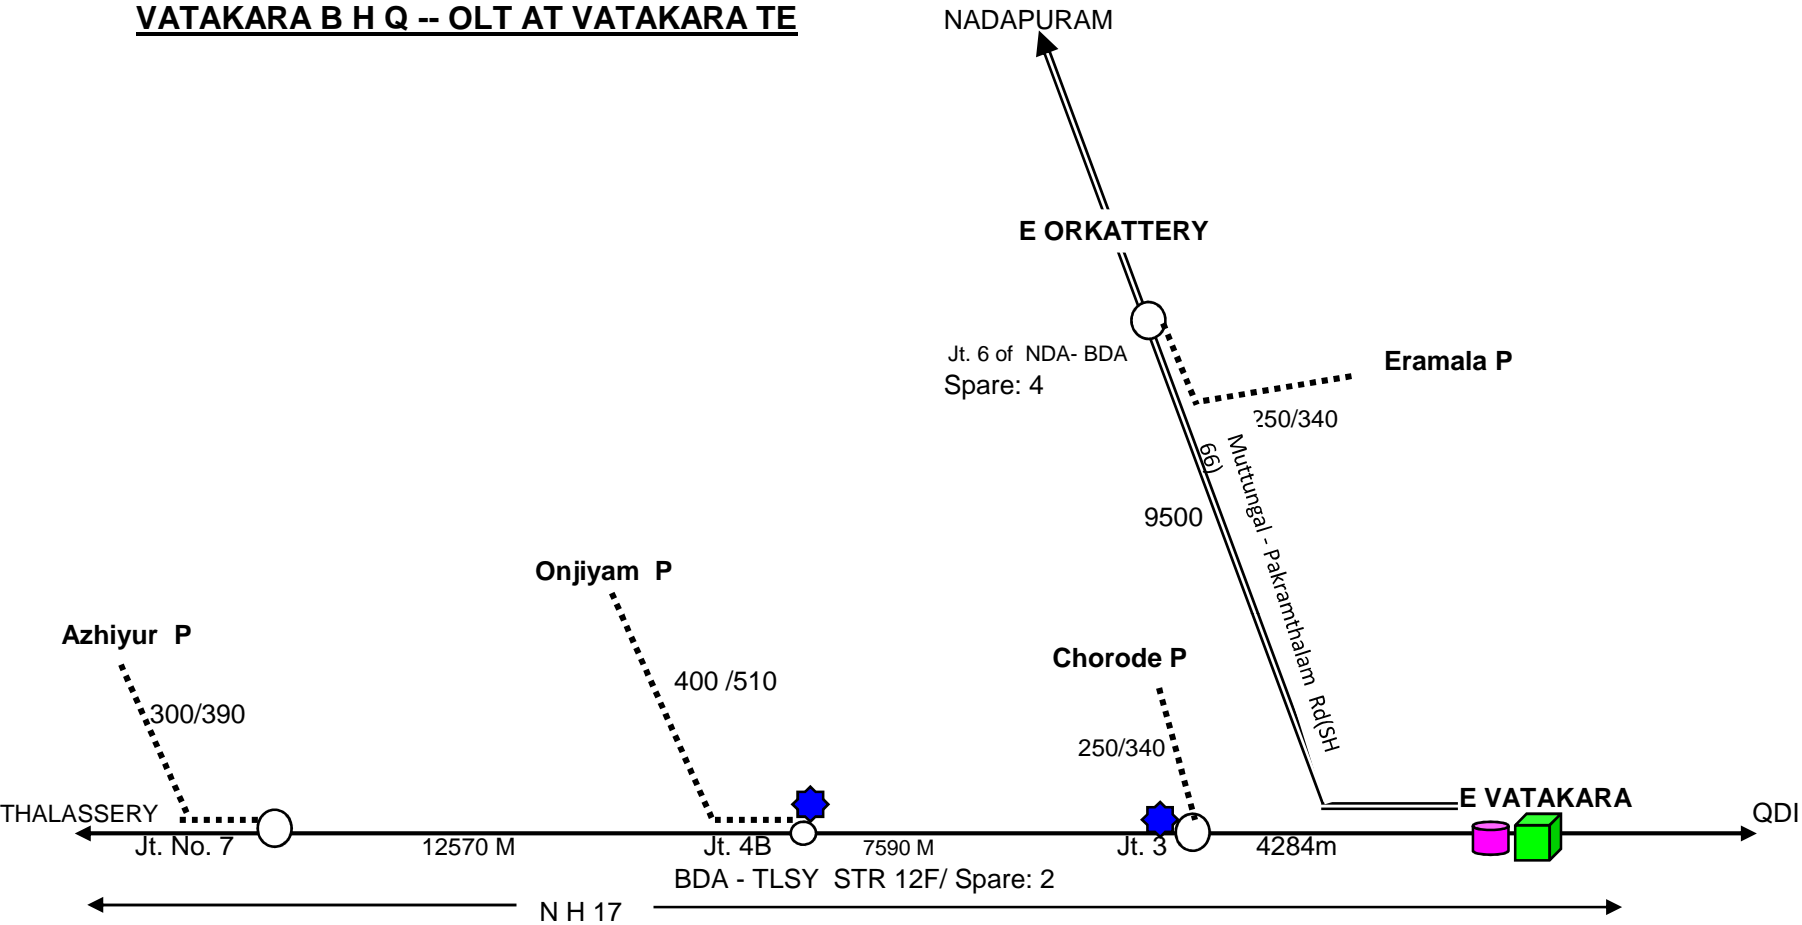 VATAKARA B H Q -- OLT AT VATAKARA TE
NADAPURAM
E ORKATTERY
Jt. 6 of NDA- BDA
Spare: 4
Eramala P
250/340
Muttungal - Pakramthalam Rd(SH
66)
9500
Onjiyam P
Azhiyur P
Chorode P
400 /510
300/390
250/340
THALASSERY
E VATAKARA
QDI
Jt. No. 7
12570 M
Jt. 4B
7590 M
Jt. 3
4284m
BDA - TLSY STR 12F/ Spare: 2
N H 17